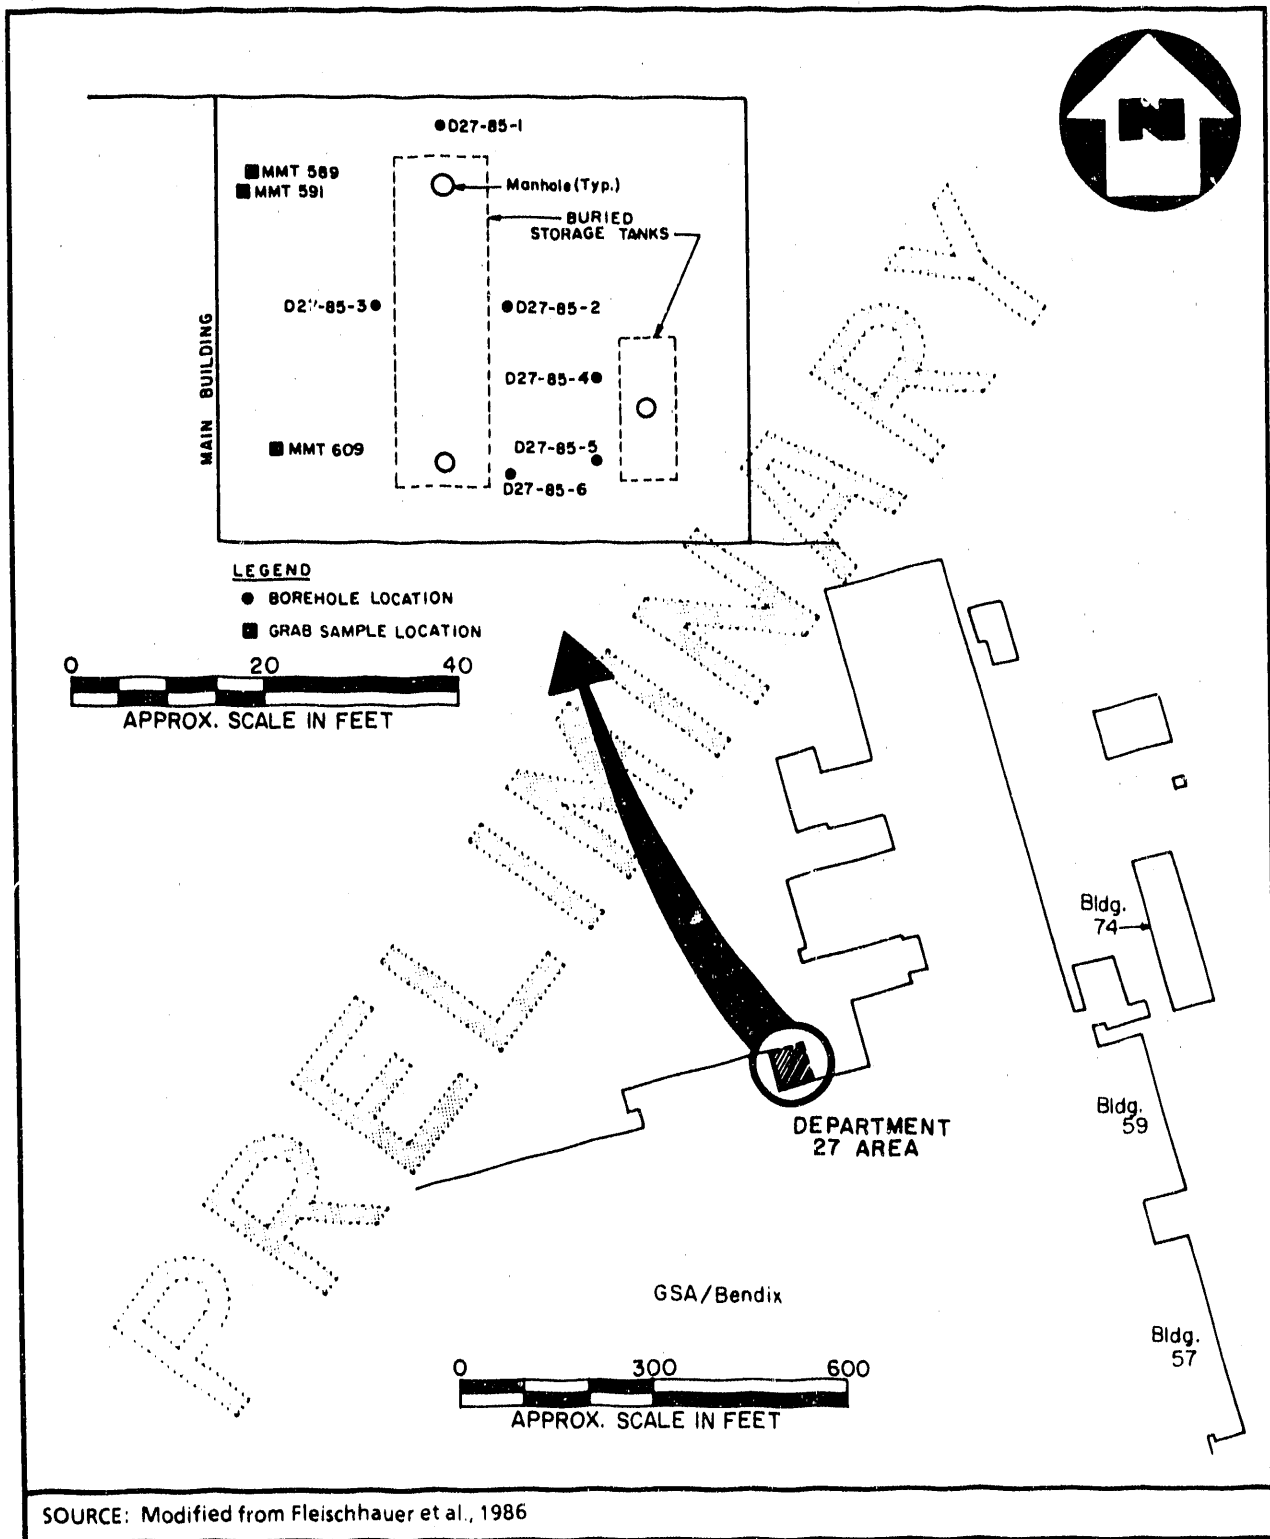 N
D27-85-1
MMT 589
MMT 591
Manhole (Typ.)
BURIED
STORAGE TANKS
D27-85-3
D27-85-2
MAIN BUILDING
D27-85-4
MMT 609
D27-85-5
D27-85-6
LEGEND
BOREHOLE LOCATION
GRAB SAMPLE LOCATION
0 20 40
APPROX. SCALE IN FEET
PRELIMINARY
Bldg.
74
Bldg.
59
DEPARTMENT
27 AREA
GSA/Bendix
Bldg.
57
0 300 600
APPROX. SCALE IN FEET
SOURCE: Modified from Fleischhauer et al., 1986